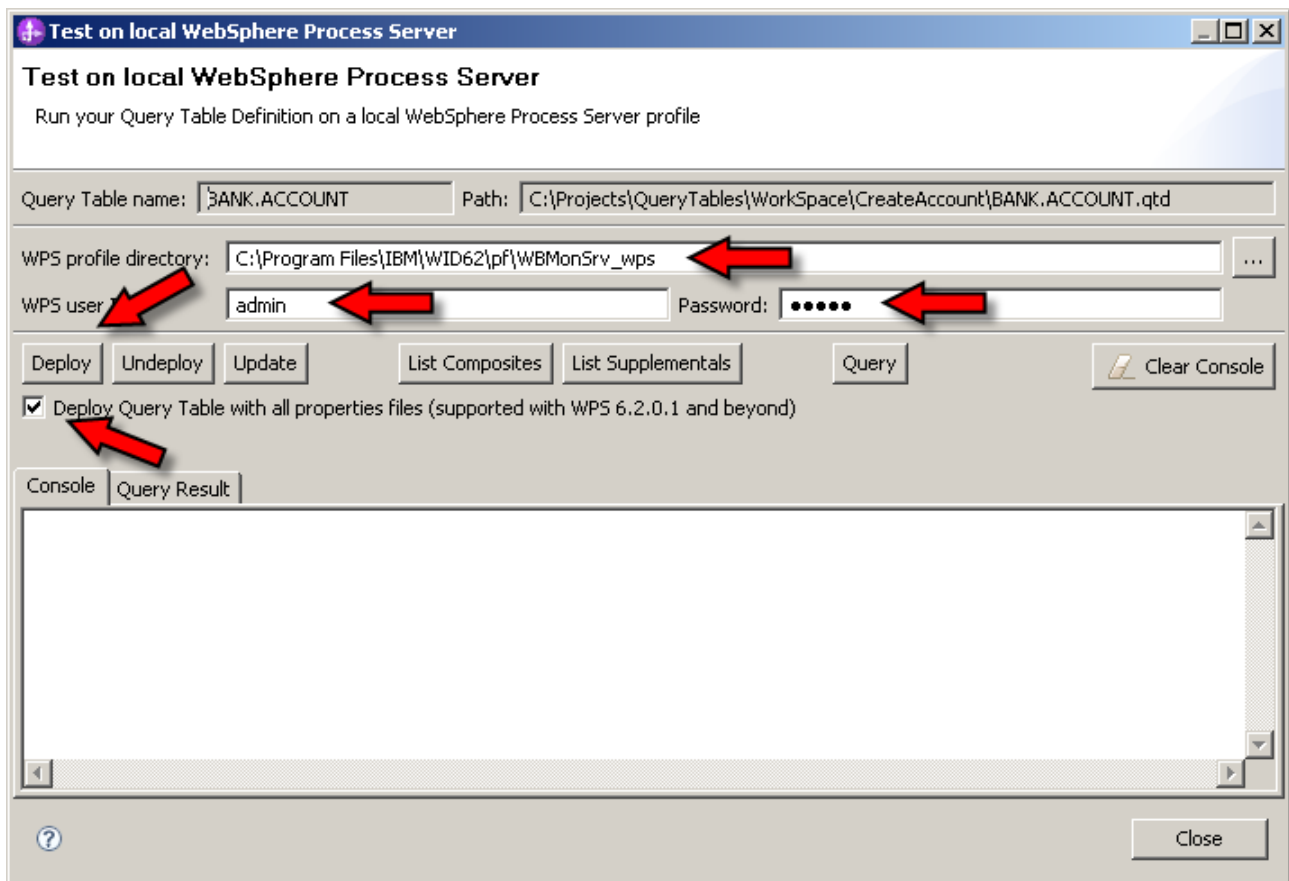 Test on local WebSphere Process Server
Test on local WebSphere Process Server
Run your Query Table Definition on a local WebSphere Process Server profile
Query Table name: BANK.ACCOUNT Path: C:\Projects\QueryTables\WorkSpace\CreateAccount\BANK.ACCOUNT.qtd
WPS profile directory: C:\Program Files\IBM\WID62\pf\WBMonSrv_wps ...
WPS user admin Password: ●●●●●
Deploy Undeploy Update List Composites List Supplementals Query Clear Console
Deploy Query Table with all properties files (supported with WPS 6.2.0.1 and beyond)
Console Query Result
? Close